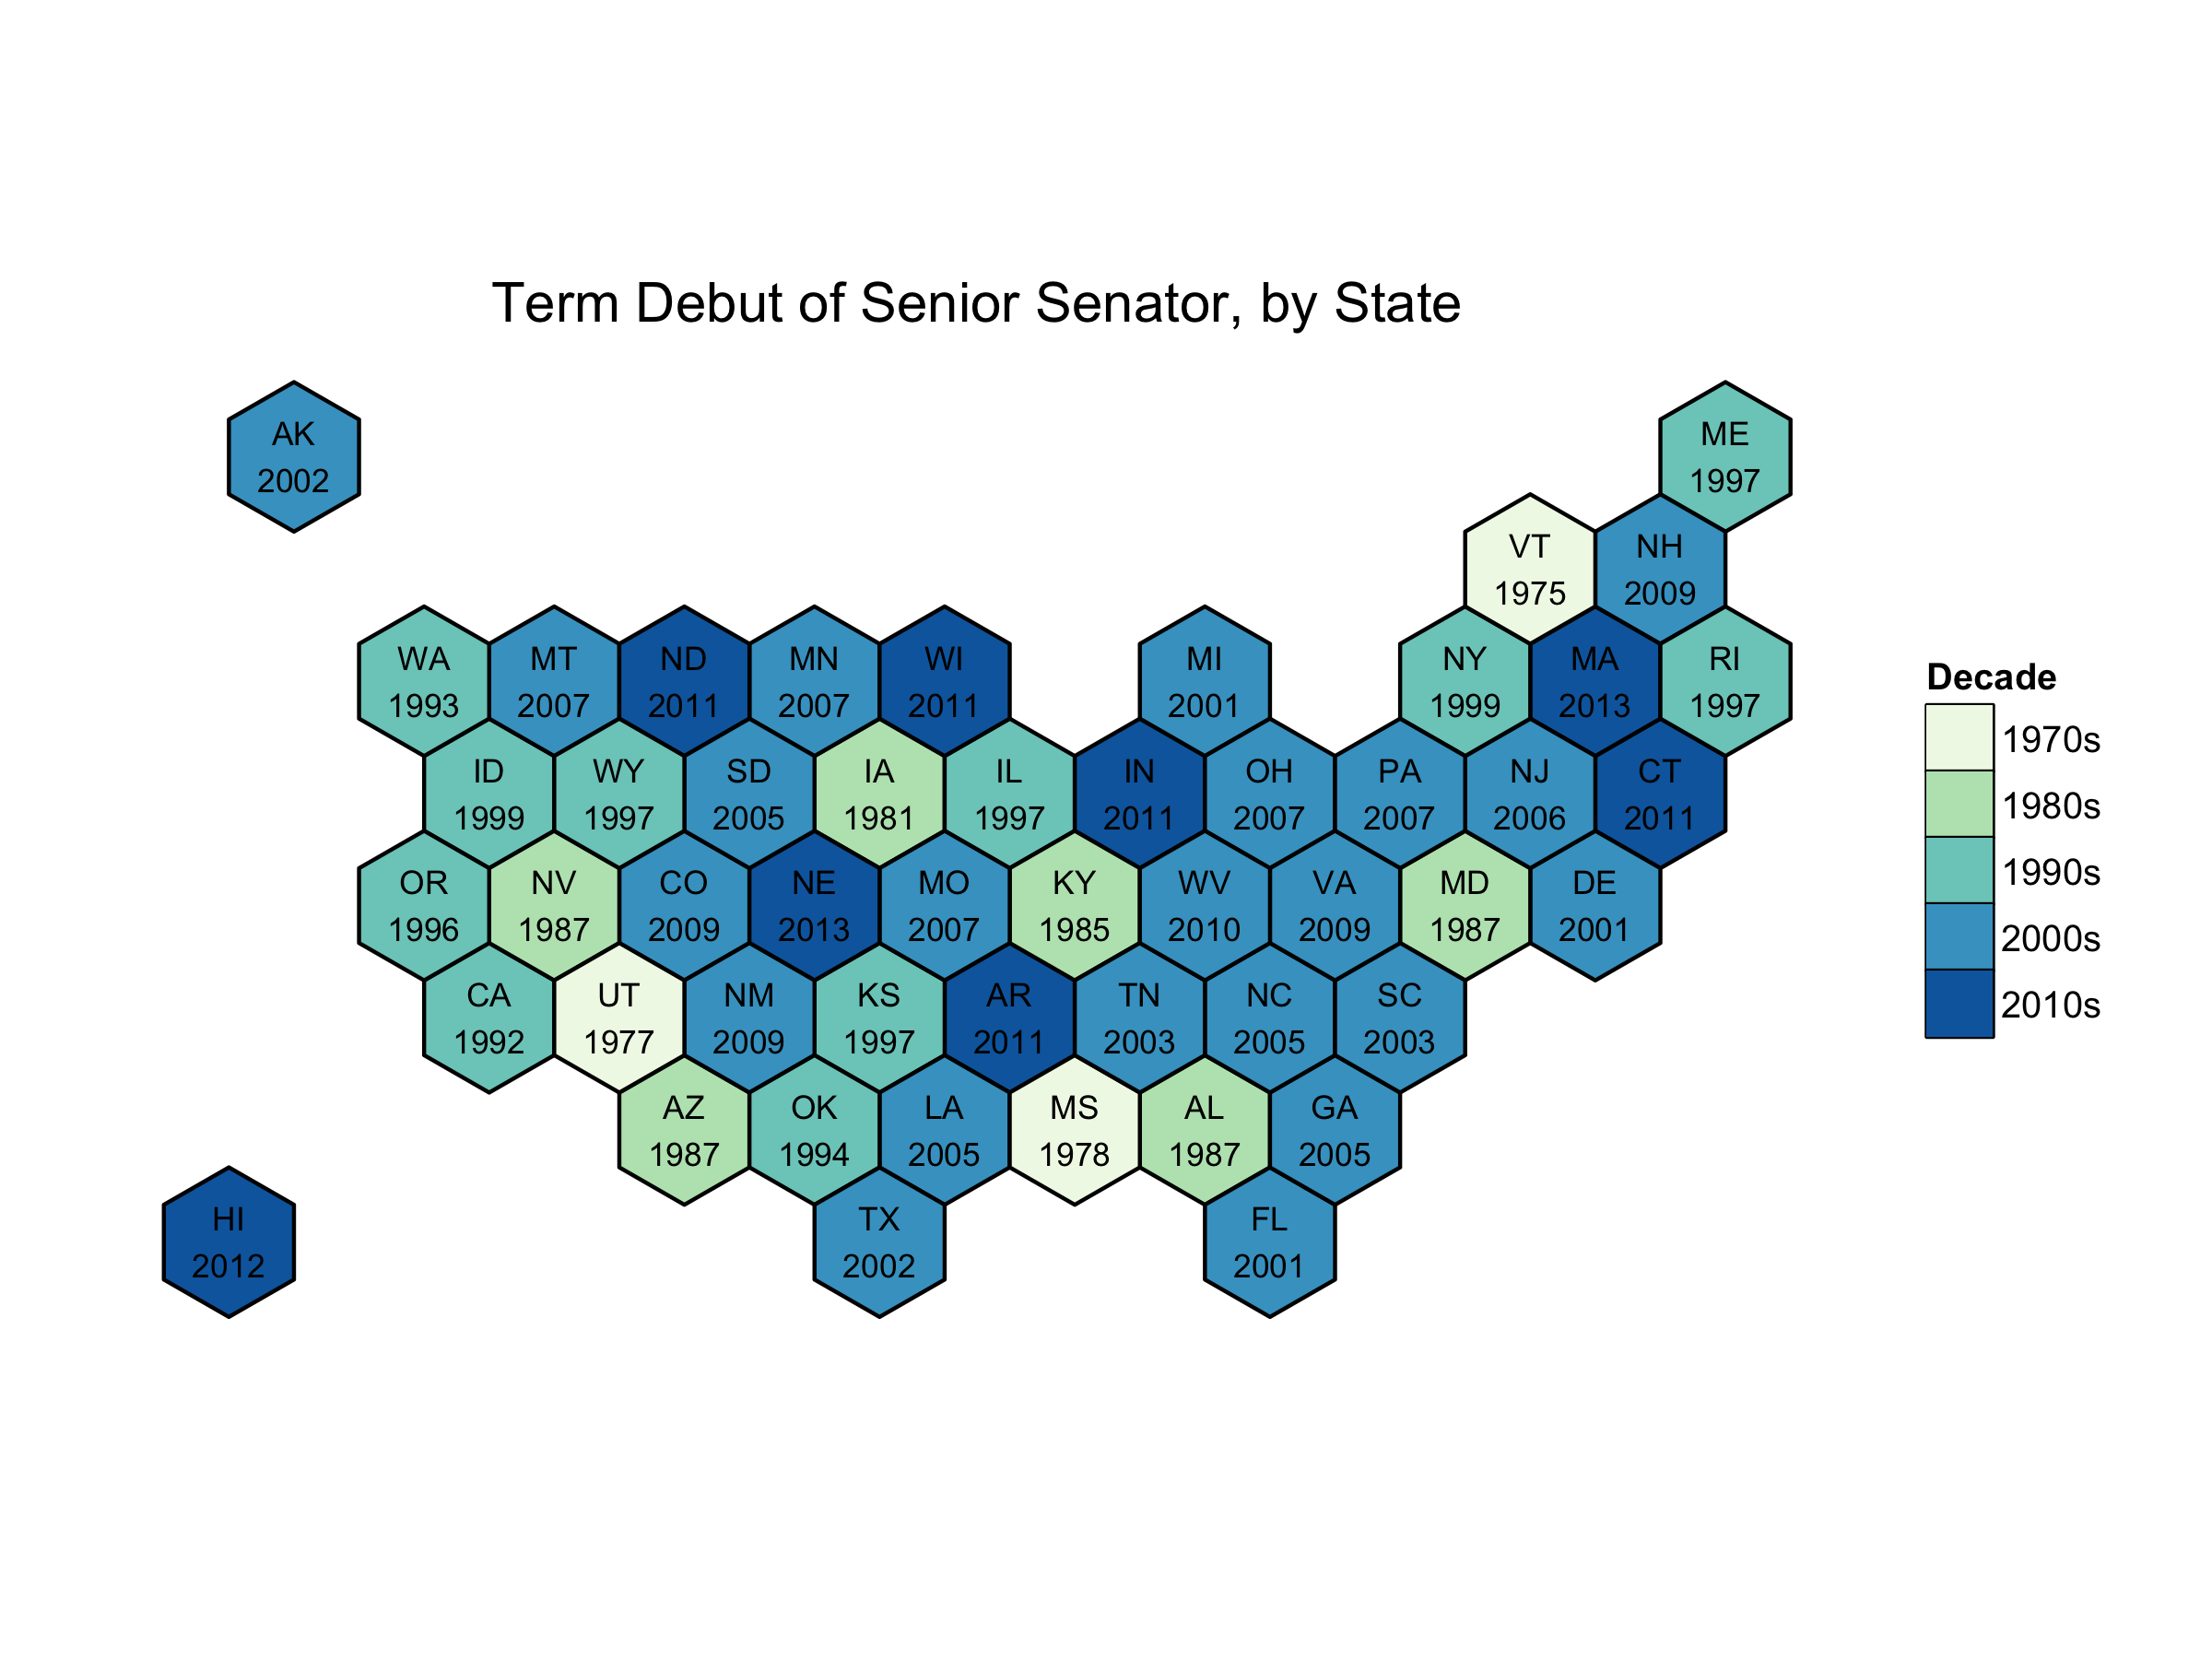 Term Debut of Senior Senator, by State
AK
2002
ME
1997
VT
1975
NH
2009
WA
1993
MT
2007
ND
2011
MN
2007
WI
2011
MI
2001
NY
1999
MA
2013
RI
1997
ID
1999
WY
1997
SD
2005
IA
1981
IL
1997
IN
2011
OH
2007
PA
2007
NJ
2006
CT
2011
OR
1996
NV
1987
CO
2009
NE
2013
MO
2007
KY
1985
WV
2010
VA
2009
MD
1987
DE
2001
CA
1992
UT
1977
NM
2009
KS
1997
AR
2011
TN
2003
NC
2005
SC
2003
AZ
1987
OK
1994
LA
2005
MS
1978
AL
1987
GA
2005
HI
2012
TX
2002
FL
2001
Decade
1970s
1980s
1990s
2000s
2010s